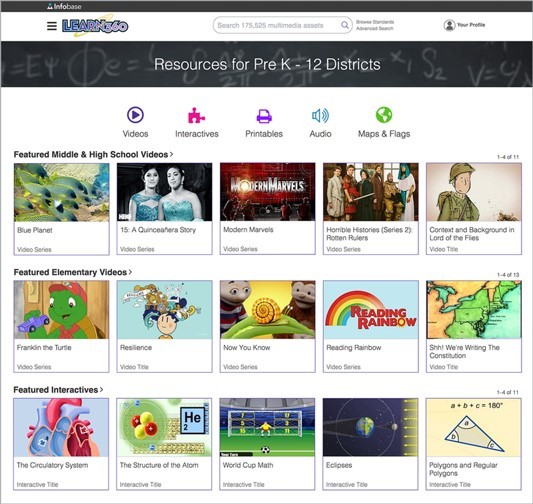 Infobase
LEARN360
Search 175,525 multimedia assets
Browse Standards
Advanced Search
Your Profile
Resources for Pre K - 12 Districts
Videos
Interactives
Printables
Audio
Maps & Flags
Featured Middle & High School Videos >
1-4 of 11
MODERN MARVELS
Blue Planet
15: A Quinceañera Story
Modern Marvels
Horrible Histories (Series 2): Rotten Rulers
Context and Background in Lord of the Flies
Video Series
Video Series
Video Series
Video Series
Video Title
Featured Elementary Videos >
1-4 of 13
READING RAINBOW
Franklin the Turtle
Resilience
Now You Know
Reading Rainbow
Shh! We're Writing The Constitution
Video Series
Video Title
Video Series
Video Series
Video Title
Featured Interactives >
1-4 of 11
He
2
a + b + c = 180°
a
b
c
The Circulatory System
The Structure of the Atom
World Cup Math
Eclipses
Polygons and Regular Polygons
Interactive Title
Interactive Title
Interactive Title
Interactive Title
Interactive Title